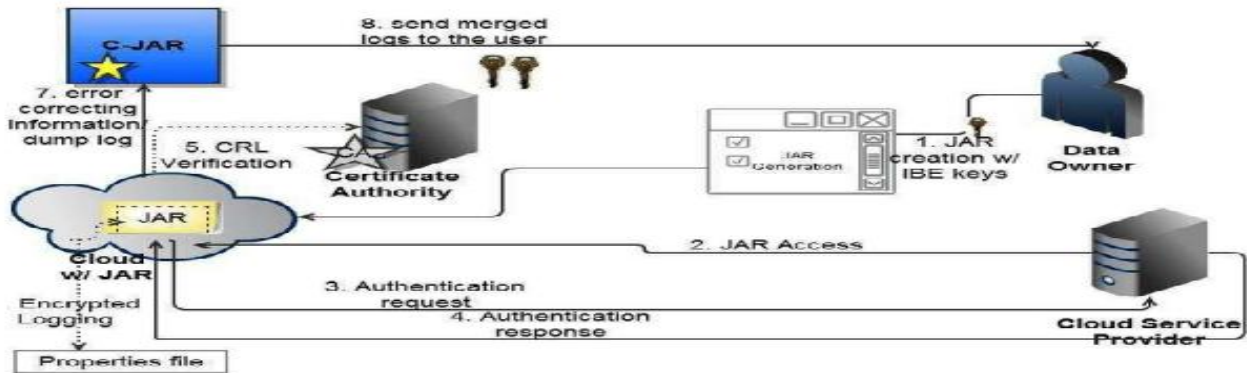 8. send merged
logs to the user
C-JAR
7. error
correcting
information/
dump log
5. CRL
Verification
Certificate
Authority
JAR
Generation
1. JAR
creation w/
IBE keys
Data
Owner
JAR
Cloud
w/ JAR
2. JAR Access
3. Authentication
request
4. Authentication
response
Encrypted
Logging
Cloud Service
Provider
Properties file